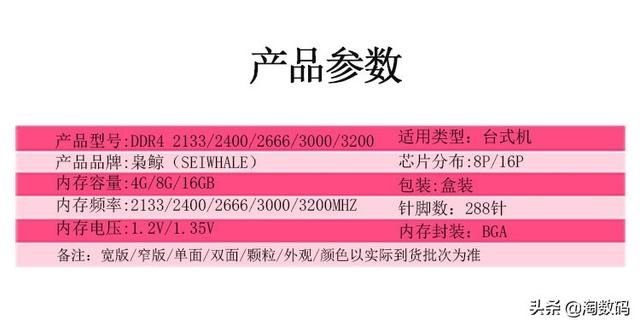 产品参数
产品型号:DDR4 2133/2400/2666/3000/3200 适用类型：台式机
产品品牌:枭鲸（SEIWHALE） 芯片分布:8P/16P
内存容量:4G/8G/16GB 包装:盒装
内存频率:2133/2400/2666/3000/3200MHZ 针脚数：288针
内存电压:1.2V/1.35V 内存封装：BGA
备注：宽版/窄版/单面/双面/颗粒/外观/颜色以实际到货批次为准
头条 @淘数码